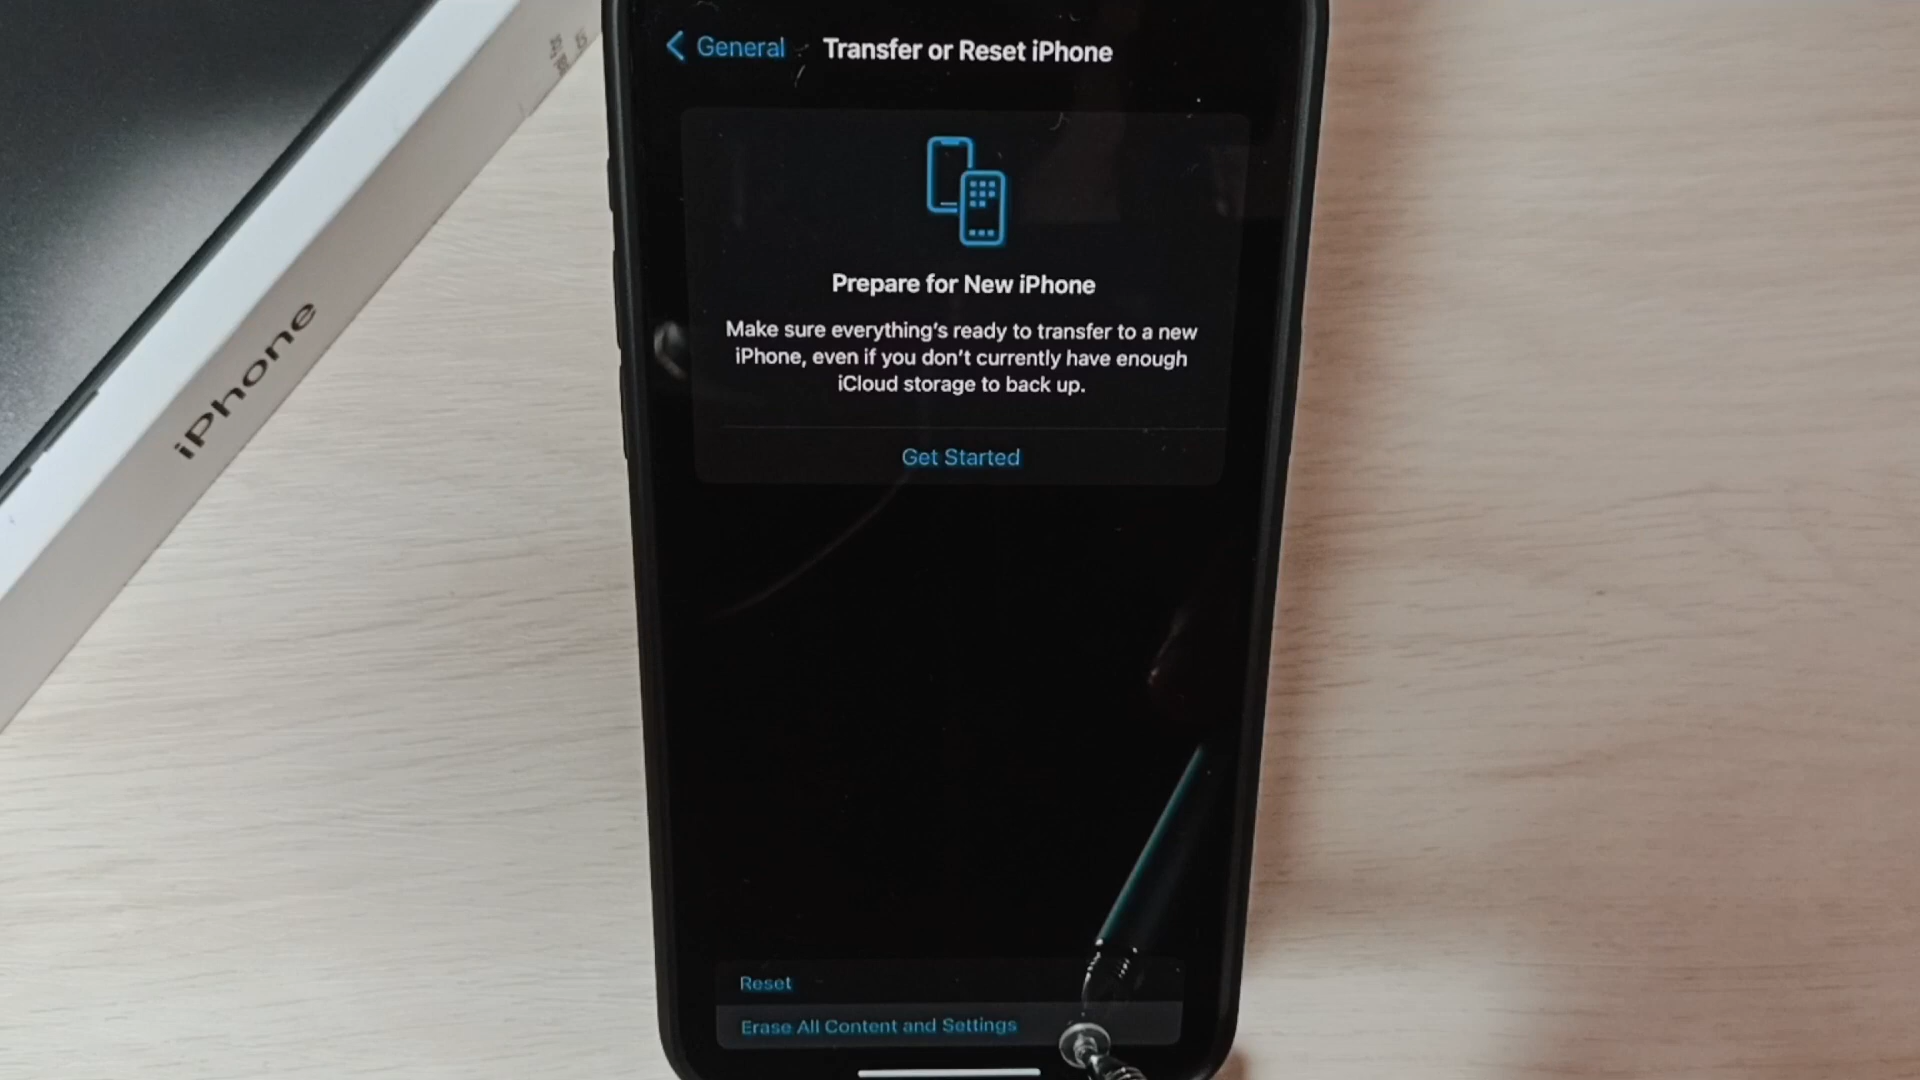 General
Transfer or Reset iPhone
Prepare for New iPhone
Make sure everything's ready to transfer to a new
iPhone, even if you don't currently have enough
iCloud storage to back up.
Get Started
Reset
Erase All Content and Settings
iPhone